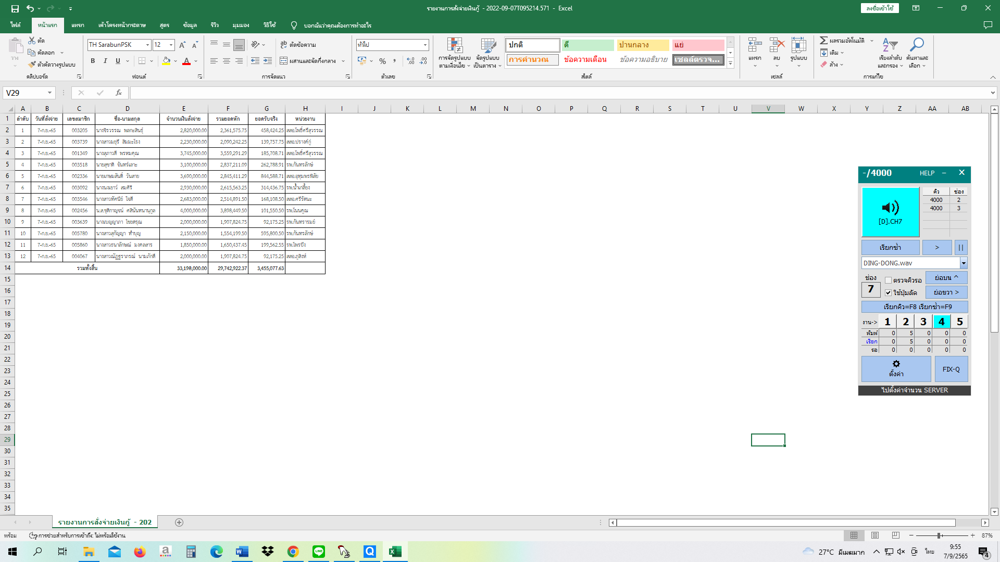 รายงานการสั่งจ่ายเงินกู้ - 2022-09-07T095214.571 - Excel
ลงชื่อเข้าใช้
ไฟล์ หน้าแรก แทรก เค้าโครงหน้ากระดาษ สูตร ข้อมูล รีวิว มุมมอง วิธีใช้ บอกฉันว่าคุณต้องการทำอะไร
วาง
ตัด
คัดลอก
ตัวคัดวางรูปแบบ
คลิปบอร์ด
TH SarabunPSK 12
B I U
ฟอนต์
ตัดข้อความ
ผสานและจัดกึ่งกลาง
การจัดแนว
ทั่วไป
ตัวเลข
การจัดรูปแบบ
ตามเงื่อนไข
จัดรูปแบบ
เป็นตาราง
ปกติ ดี ปานกลาง แย่
การคำนวณ ข้อความเตือน ข้อความอธิบาย เซลล์ตรวจ...
สไตล์
แทรก ลบ รูปแบบ
เซลล์
ผลรวมอัตโนมัติ
เติม
ล้าง
เรียงลำดับ
และกรอง
ค้นหาและ
เลือก
การแก้ไข
V29 fx
A B C D E F G H I J K L M N O P Q R S T U V W X Y Z AA AB
1 ลำดับ วันที่สั่งจ่าย เลขสมาชิก ชื่อ-นามสกุล จำนวนเงินสั่งจ่าย รวมยอดหัก ยอดรับจริง หน่วยงาน
2 1 7-ก.ย.-65 003205 นางจิรวรรณ พลกะสินธุ์ 2,820,000.00 2,361,575.75 458,424.25 สสอ.โพธิ์ศรีสุวรรณ
3 2 7-ก.ย.-65 003739 นางสาวมยุรี สิมมะโรง 2,230,000.00 2,090,242.25 139,757.75 สสอ.ปรางค์กู่
4 3 7-ก.ย.-65 001349 นางสุภาวดี พรหมคุณ 3,745,000.00 3,559,291.29 185,708.71 สสอ.โพธิ์ศรีสุวรรณ
5 4 7-ก.ย.-65 003518 นายสุชาติ จันทร์เลาะ 3,100,000.00 2,837,211.09 262,788.91 รพ.กันทรลักษ์
6 5 7-ก.ย.-65 002336 นายเกษมสันต์ วันสาย 3,690,000.00 2,845,411.29 844,588.71 สสอ.อุทุมพรพิสัย
7 6 7-ก.ย.-65 003092 นางนงเยาว์ สมศิริ 2,930,000.00 2,615,563.25 314,436.75 รพ.น้ำเกลี้ยง
8 7 7-ก.ย.-65 003546 นางสาวทัศนีย์ ใจดี 2,683,000.00 2,514,891.50 168,108.50 สสอ.ศรีรัตนะ
9 8 7-ก.ย.-65 002456 น.ส.ชุติกาญจน์ ศสินันทนานุกูล 4,000,000.00 3,898,449.50 101,550.50 รพ.โนนคูณ
10 9 7-ก.ย.-65 003639 นางเบญญาภา ไชยดรุณ 2,000,000.00 1,907,824.75 92,175.25 รพ.กันทรารมย์
11 10 7-ก.ย.-65 005780 นางสาวสุกัญญา ทำบุญ 2,150,000.00 1,554,199.50 595,800.50 รพ.กันทรลักษ์
12 11 7-ก.ย.-65 005860 นางสาวธนาลักษณ์ มงคลสาร 1,850,000.00 1,650,437.45 199,562.55 รพ.ไพรบึง
13 12 7-ก.ย.-65 004067 นางสาวณัฏฐราภรณ์ นามภักดี 2,000,000.00 1,907,824.75 92,175.25 สสอ.ภูสิงห์
14 รวมทั้งสิ้น 33,198,000.00 29,742,922.37 3,455,077.63
15
16
17
18
19
20
21
22
23
24
25
26
27
28
29
30
31
32
33
34
35
-/4000 HELP
[D].CH7
คิว ช่อง
4000 2
4000 3
เรียกซ้ำ > ||
DING-DONG.wav
ช่อง
7
ตรวจคิวรอ
ใช้ปุ่มลัด
ย่อบน ^
ย่อขวา >
เรียกคิว=F8 เรียกซ้ำ=F9
งาน-> 1 2 3 4 5
พิมพ์ 0 5 0 0 0
เรียก 0 5 0 0 0
รอ 0 0 0 0 0
ตั้งค่า FIX-Q
ไปตั้งค่าจำนวน SERVER
รายงานการสั่งจ่ายเงินกู้ - 202
พร้อม การช่วยสำหรับการเข้าถึง: ไม่พร้อมใช้งาน 87%
27°C มีเมฆมาก ไทย
9:55
7/9/2565
4